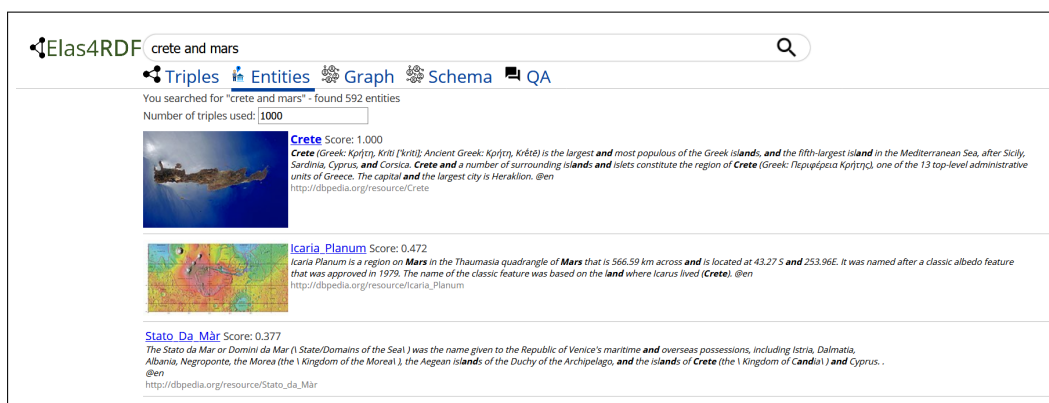 Elas4RDF crete and mars
Triples Entities Graph Schema QA
You searched for "crete and mars" - found 592 entities
Number of triples used: 1000
Crete Score: 1.000
Crete (Greek: Κρήτη, Kríti ['kriti]; Ancient Greek: Κρήτη, Krḗtē) is the largest and most populous of the Greek islands, and the fifth-largest island in the Mediterranean Sea, after Sicily,
Sardinia, Cyprus, and Corsica. Crete and a number of surrounding islands and islets constitute the region of Crete (Greek: Περιφέρεια Κρήτης), one of the 13 top-level administrative
units of Greece. The capital and the largest city is Heraklion. @en
http://dbpedia.org/resource/Crete
Icaria_Planum Score: 0.472
Icaria Planum is a region on Mars in the Thaumasia quadrangle of Mars that is 566.59 km across and is located at 43.27 S and 253.96E. It was named after a classic albedo feature
that was approved in 1979. The name of the classic feature was based on the land where Icarus lived (Crete). @en
http://dbpedia.org/resource/Icaria_Planum
Stato_Da_Màr Score: 0.377
The Stato da Mar or Domini da Mar (\ State/Domains of the Sea\ ) was the name given to the Republic of Venice's maritime and overseas possessions, including Istria, Dalmatia,
Albania, Negroponte, the Morea (the \ Kingdom of the Morea\ ), the Aegean islands of the Duchy of the Archipelago, and the islands of Crete (the \ Kingdom of Candia\ ) and Cyprus. .
@en
http://dbpedia.org/resource/Stato_da_Màr